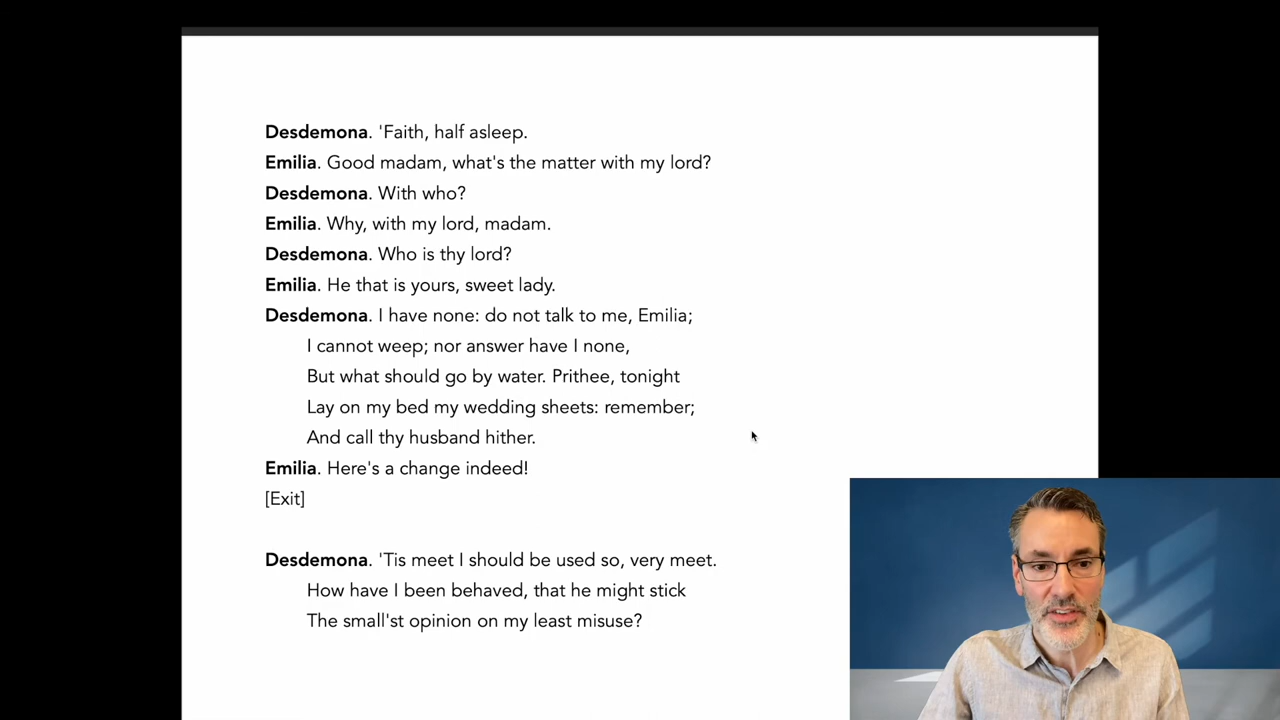 Desdemona. 'Faith, half asleep.
Emilia. Good madam, what's the matter with my lord?
Desdemona. With who?
Emilia. Why, with my lord, madam.
Desdemona. Who is thy lord?
Emilia. He that is yours, sweet lady.
Desdemona. I have none: do not talk to me, Emilia;
I cannot weep; nor answer have I none,
But what should go by water. Prithee, tonight
Lay on my bed my wedding sheets: remember;
And call thy husband hither.
Emilia. Here's a change indeed!
[Exit]
Desdemona. 'Tis meet I should be used so, very meet.
How have I been behaved, that he might stick
The small'st opinion on my least misuse?